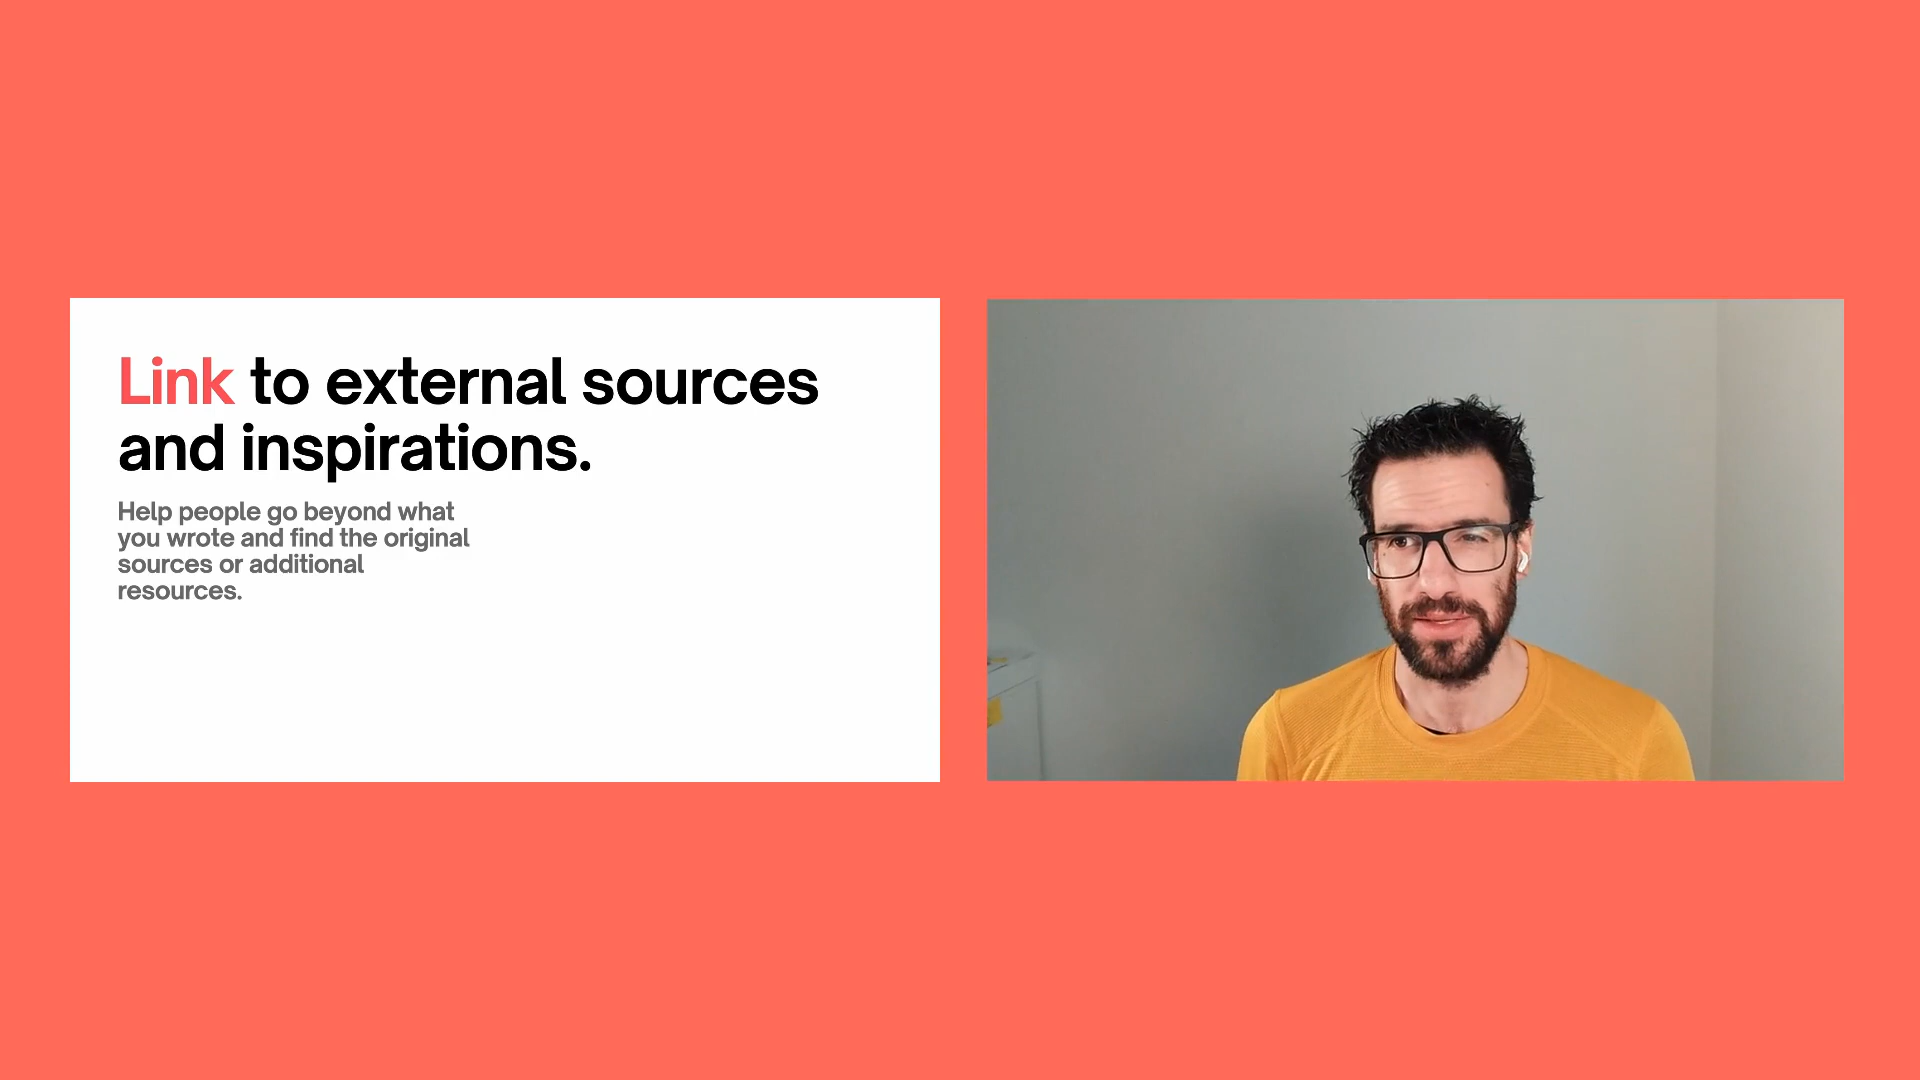 Link to external sources
and inspirations.
Help people go beyond what
you wrote and find the original
sources or additional
resources.